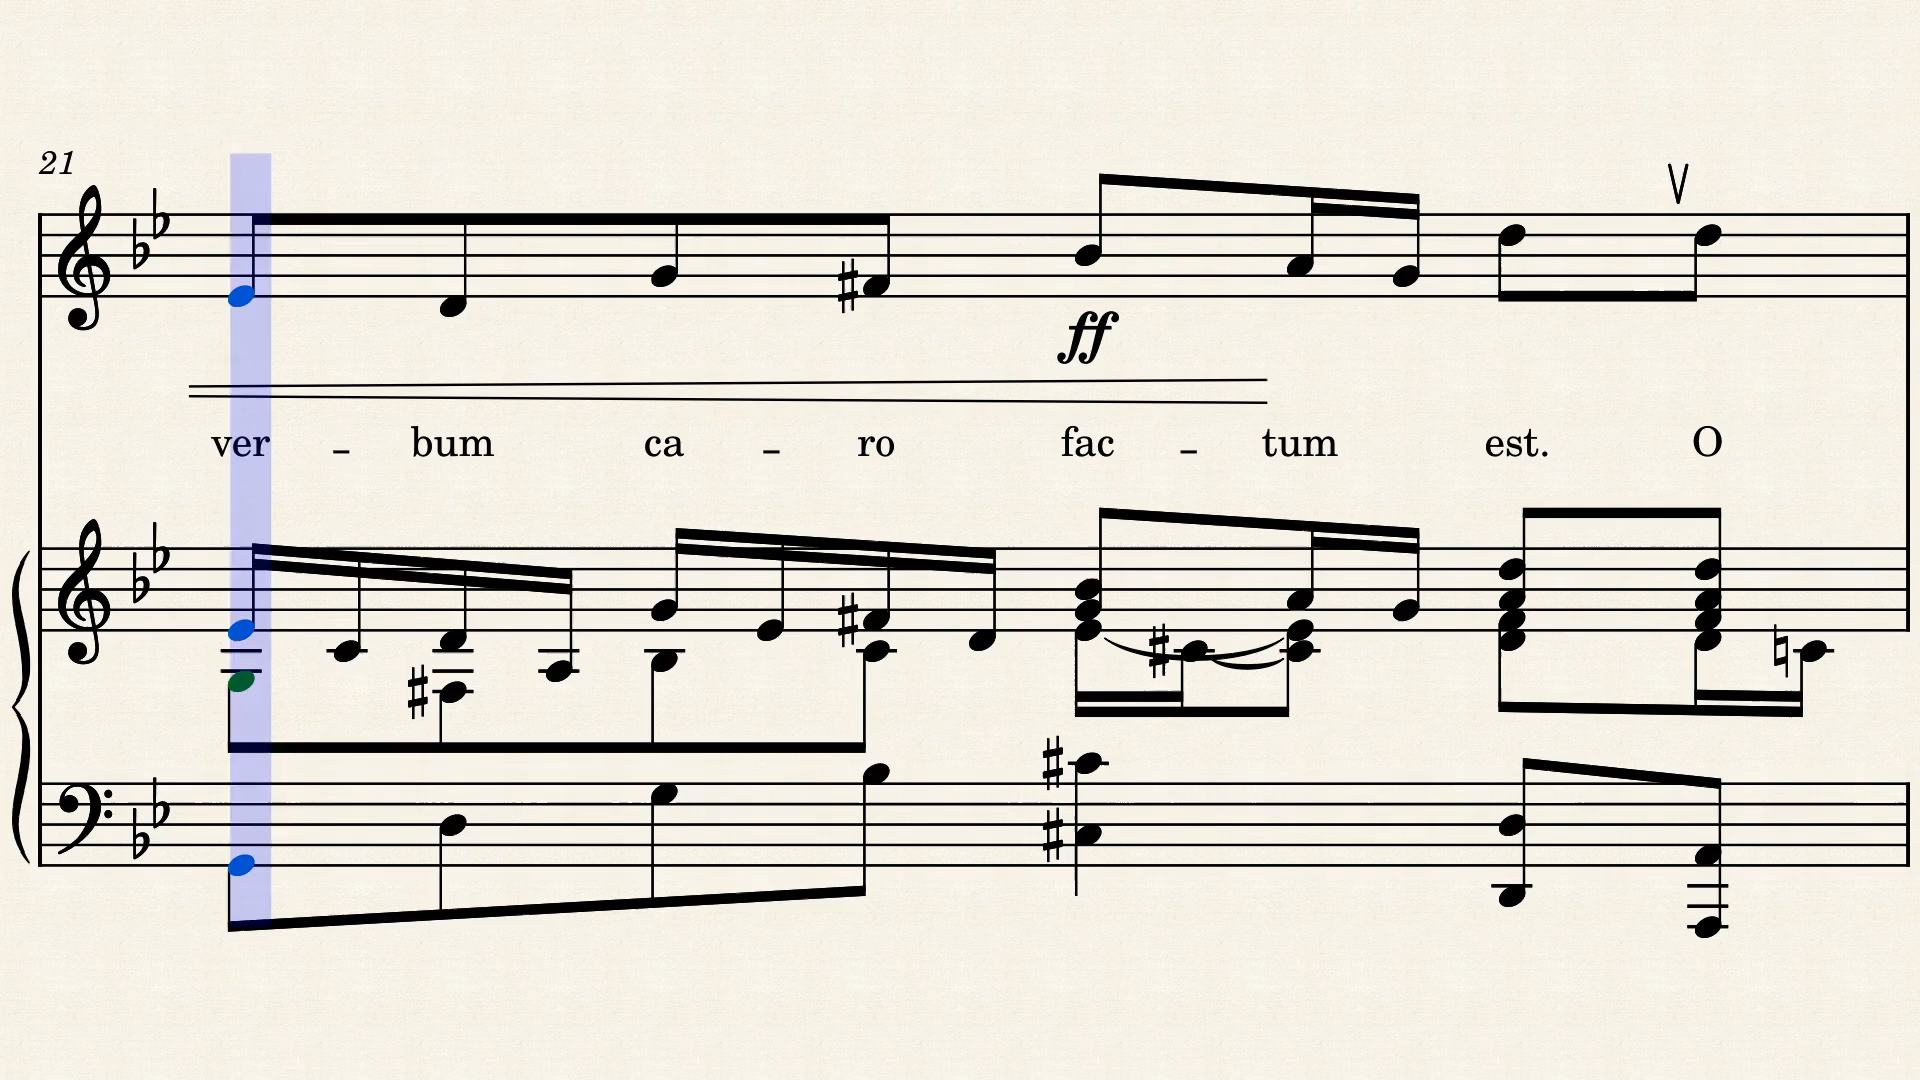 21
ff
ver – bum ca – ro fac – tum est. O